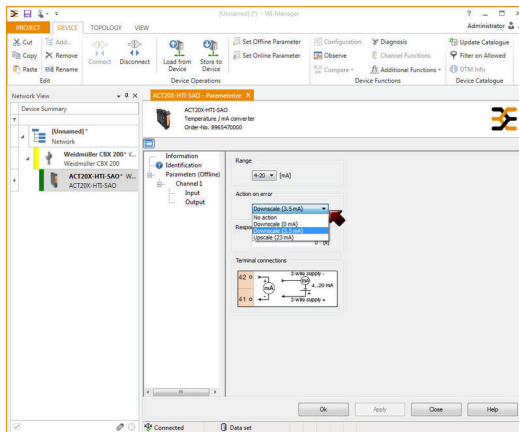 [Unnamed] (*) - WI-Manager
PROJECT DEVICE TOPOLOGY VIEW
Administrator
Cut Add... Set Offline Parameter Configuration Diagnosis Update Catalogue
Copy Remove Connect Disconnect Load from Device Store to Device Set Online Parameter Observe Channel Functions Filter on Allowed
Paste Rename Compare Additional Functions DTM Info
Edit Device Operations Device Functions Device Catalogue
Network View
Device Summary
[Unnamed]*
Network
Weidmüller CBX 200*
Weidmüller CBX 200
ACT20X-HTI-SAO* W...
ACT20X-HTI-SAO
ACT20X-HTI-SAO - Parameterize
ACT20X-HTI-SAO
Temperature / mA converter
Order-No. 8965470000
Information
Identification
Parameters (Offline)
Channel 1
Input
Output
Range
4-20 [mA]
Action on error
Downscale (3.5 mA)
No action
Downscale (0 mA)
Downscale (3.5 mA)
Upscale (23 mA)
Terminal connections
42
41
2-wire supply -
mA
mA
4...20 mA
2-wire supply +
Ok Apply Close Help
Connected Data set